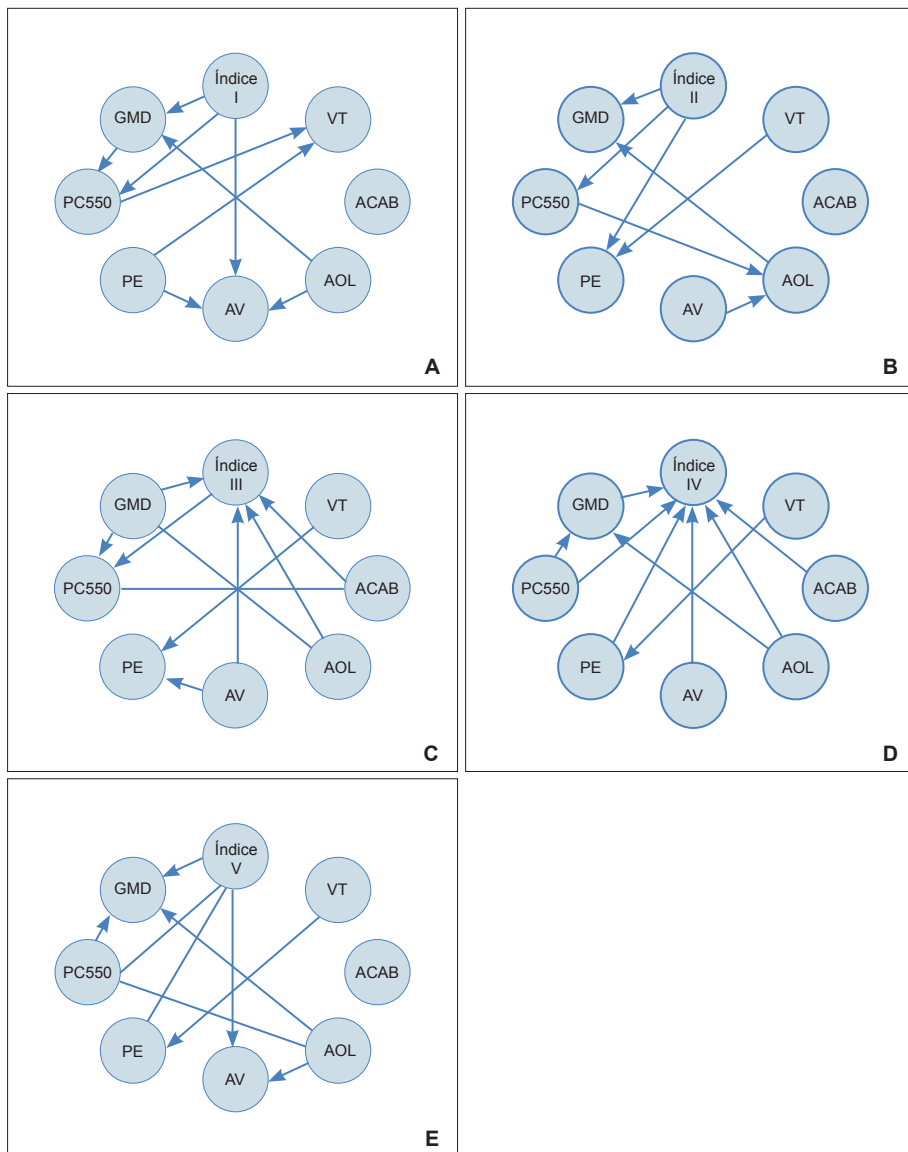 Índice
I
GMD
VT
PC550
ACAB
PE
AOL
AV
A
Índice
II
GMD
VT
PC550
ACAB
PE
AOL
AV
B
Índice
III
GMD
VT
PC550
ACAB
PE
AOL
AV
C
Índice
IV
GMD
VT
PC550
ACAB
PE
AOL
AV
D
Índice
V
GMD
VT
PC550
ACAB
PE
AOL
AV
E